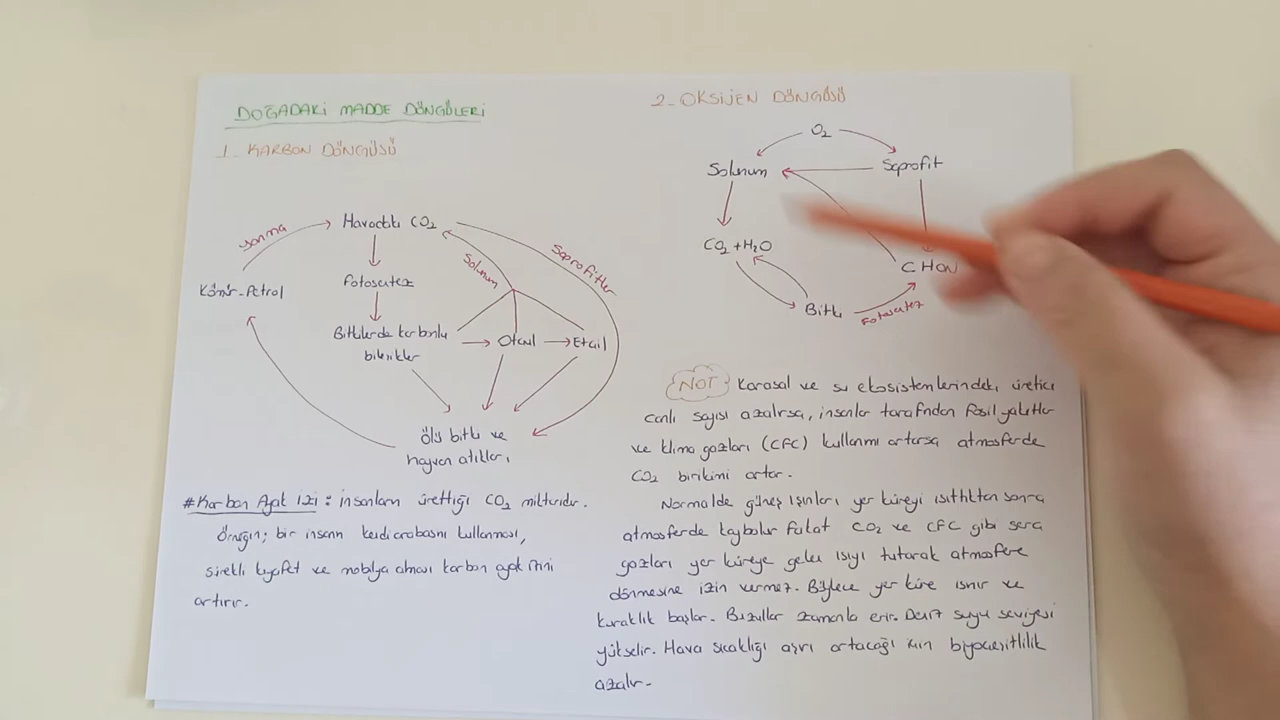 DOĞADAKİ MADDE DÖNGÜLERİ
1- KARBON DÖNGÜSÜ
Havadaki CO2
Yanma
Solunum
Saprofitler
Kömür-Petrol
Fotosentez
Bitkilerde karbonlu
bileşikler
Otçul
Etçil
Ölü bitki ve
hayvan atıkları
#Karbon Ayak izi: insanların ürettiği CO2 miktarıdır.
Örneğin; bir insanın kendi arabasını kullanması,
sürekli kıyafet ve mobilya alması karbon ayak izini
artırır.
2- OKSİJEN DÖNGÜSÜ
O2
Solunum
Saprofit
CO2+H2O
CHON
Bitki
Fotosentez
NOT Karasal ve su ekosistemlerindeki üretici
canlı sayısı azalırsa, insanlar tarafından fosil yakıtlar
ve klima gazları (CFC) kullanımı artarsa atmosferde
CO2 birikimi artar.
Normalde güneş ışınları yer küreyi ısıttıktan sonra
atmosferde kaybolur fakat CO2 ve CFC gibi sera
gazları yer küreye gelen ısıyı tutarak atmosfere
dönmesine izin vermez. Böylece yer küre ısınır ve
kuraklık başlar. Buzullar zamanla erir. Deniz suyu seviyesi
yükselir. Hava sıcaklığı aşırı artacağı için biyoçeşitlilik
azalır.